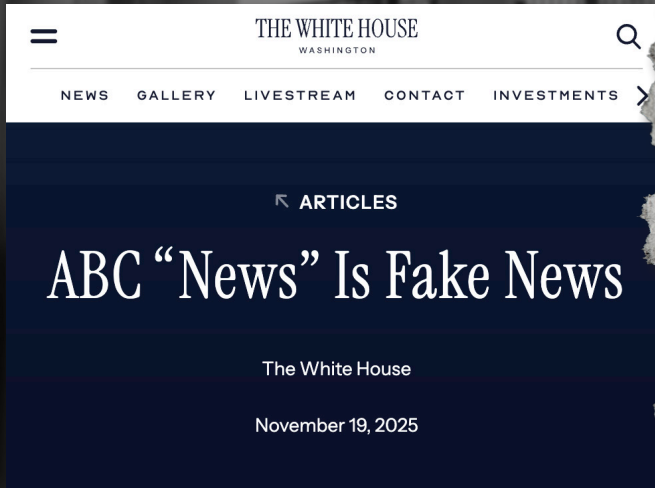 THE WHITE HOUSE
WASHINGTON
NEWS GALLERY LIVESTREAM CONTACT INVESTMENTS
ARTICLES
ABC “News” Is Fake News
The White House
November 19, 2025